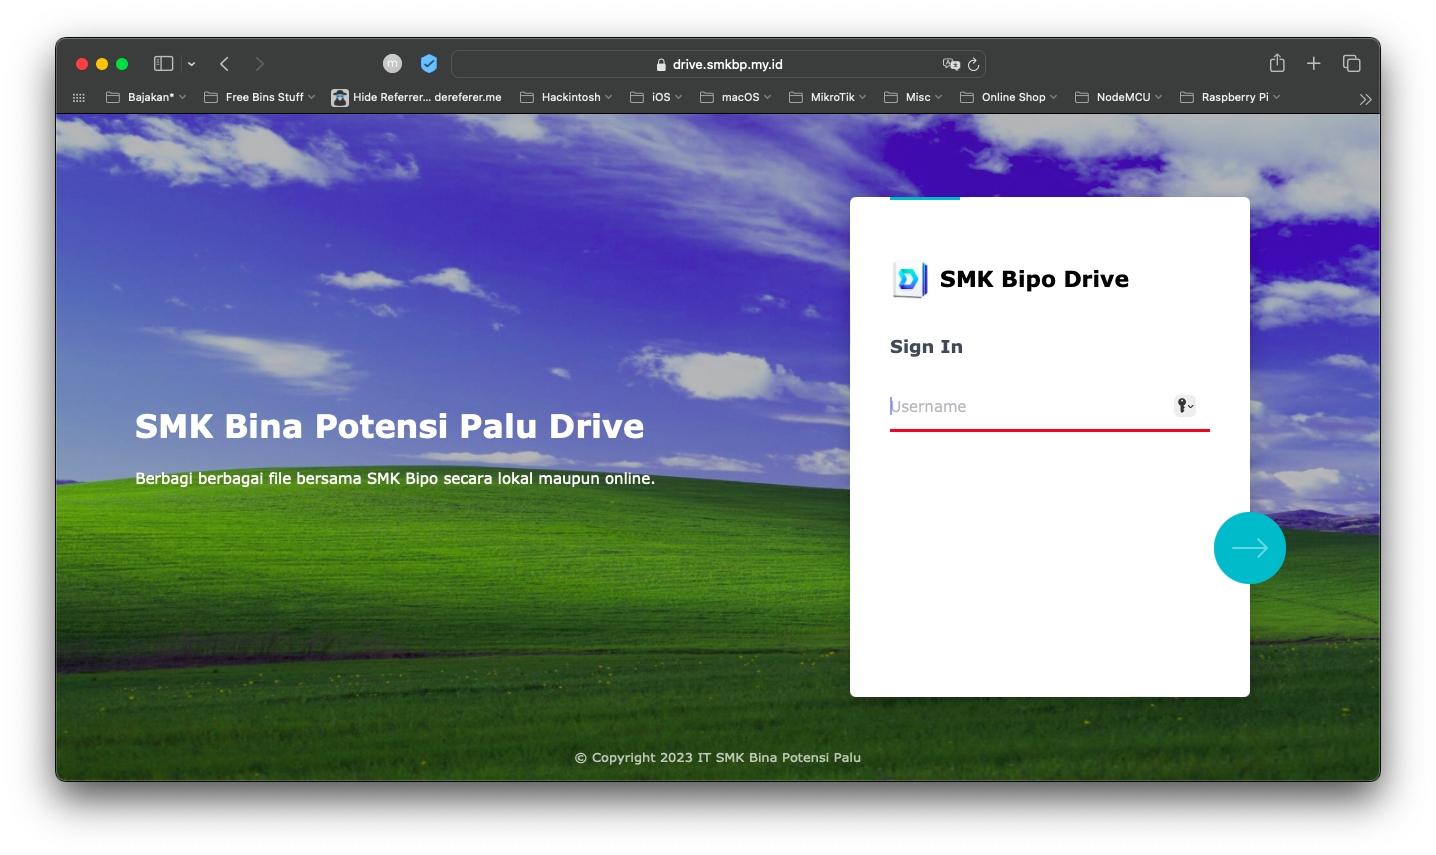 m
drive.smkbp.my.id
Bajakan*
Free Bins Stuff
Hide Referrer... dereferer.me
Hackintosh
iOS
macOS
MikroTik
Misc
Online Shop
NodeMCU
Raspberry Pi
SMK Bina Potensi Palu Drive
Berbagi berbagai file bersama SMK Bipo secara lokal maupun online.
SMK Bipo Drive
Sign In
Username
© Copyright 2023 IT SMK Bina Potensi Palu